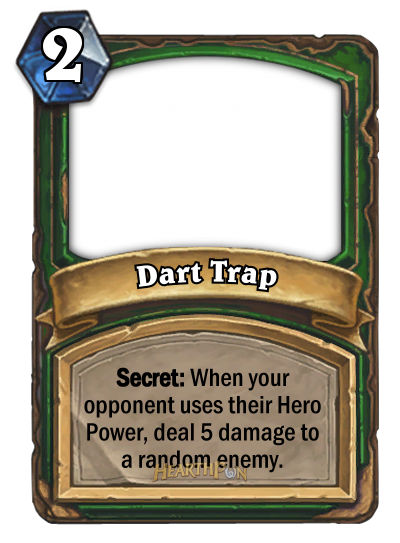 2
Dart Trap
Secret: When your
opponent uses their Hero
Power, deal 5 damage to
a random enemy.
HEARTHPWN